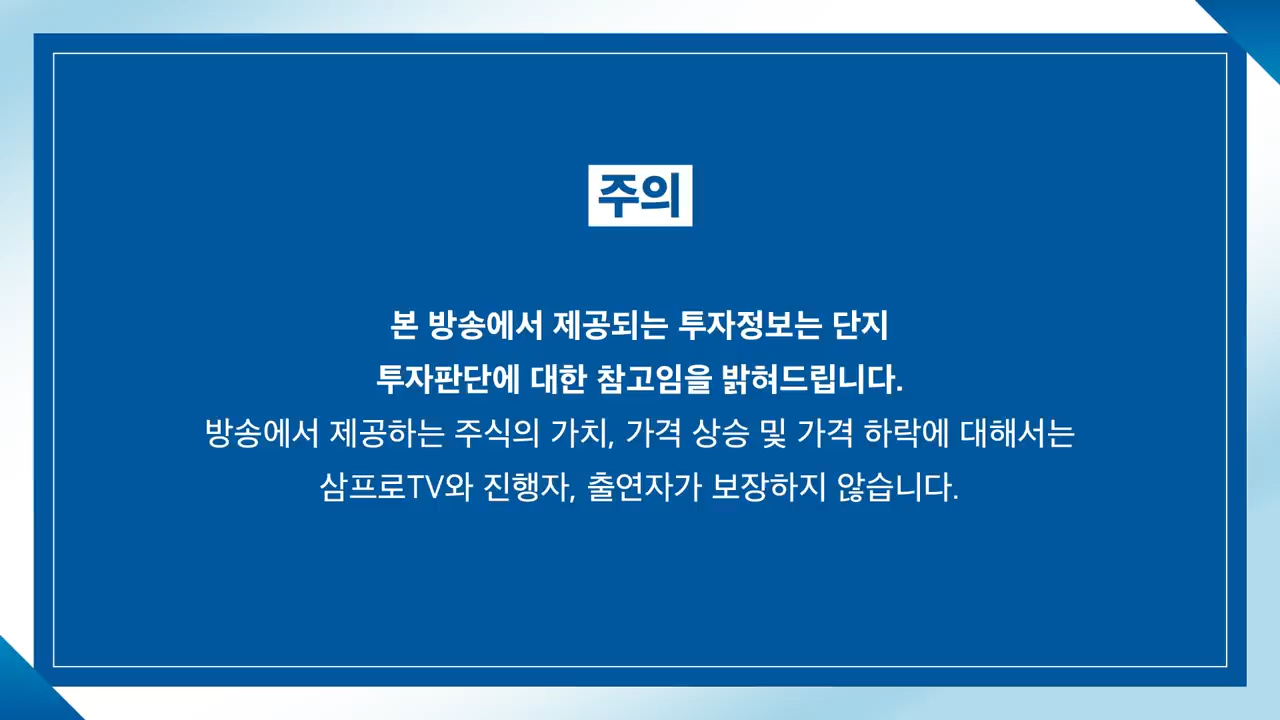 주의
본 방송에서 제공되는 투자정보는 단지
투자판단에 대한 참고임을 밝혀드립니다.
방송에서 제공하는 주식의 가치, 가격 상승 및 가격 하락에 대해서는
삼프로TV와 진행자, 출연자가 보장하지 않습니다.